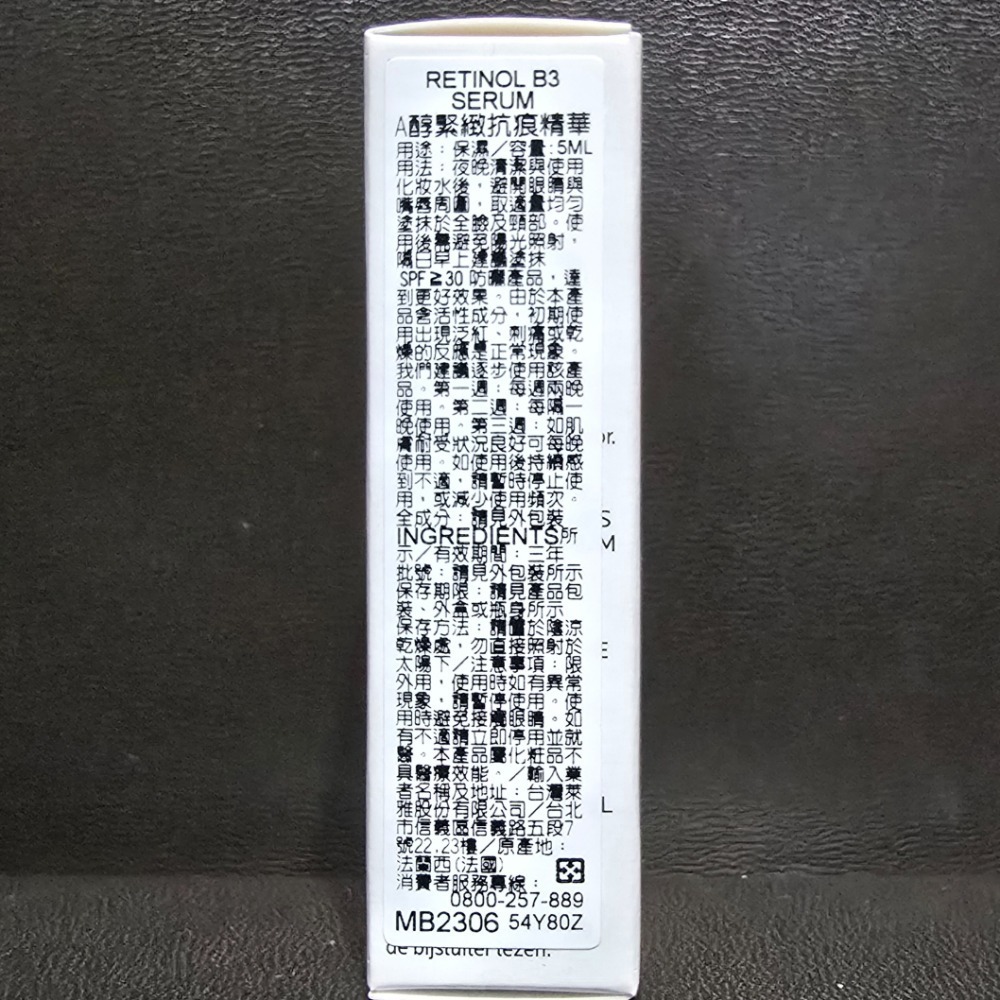 RETINOL B3
SERUM
A醇緊緻抗痕精華
用途：保濕／容量:5ML
用法：夜晚清潔與使用
化妝水後，避開眼睛與
嘴唇周圍，取適量均勻
塗抹於全臉及頸部。使
用後需避免陽光照射，
隔日早上建議塗抹
SPF≧30 防曬產品，達
到更好效果。由於本產
品含活性成分，初期使
用出現泛紅、刺痛或乾
燥的反應是正常現象。
我們建議逐步使用該產
品。第一週：每週兩晚
使用。第二週：每隔一
晚使用。第三週：如肌
膚耐受狀況良好可每晚
使用。如使用後持續感
到不適，請暫時停止使
用，或減少使用頻次。
全成分：請見外包裝
INGREDIENTS所
示／有效期間：三年
批號：請見外包裝所示
保存期限：請見產品包
裝、外盒或瓶身所示
保存方法：請置於陰涼
乾燥處，勿直接照射於
太陽下／注意事項：限
外用，使用時如有異常
現象，請暫停使用。使
用時避免接觸眼睛。如
有不適請立即停用並就
醫。本產品屬化粧品不
具醫療效能。／輸入業
者名稱及地址：台灣萊
雅股份有限公司／台北
市信義區信義路五段7
號22.23樓／原產地：
法蘭西(法國)
消費者服務專線：
0800-257-889
MB2306 54Y80Z
de bijsluiter lezen.
or.
S
M
E
L